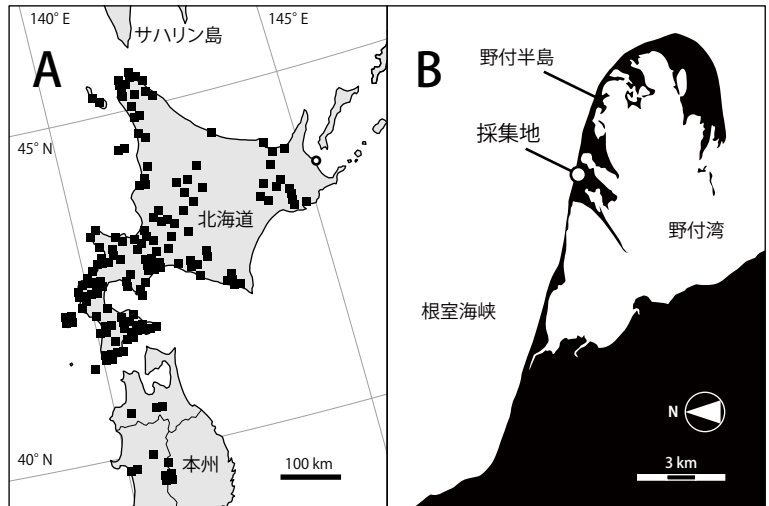 140° E
145° E
サハリン島
A
45° N
北海道
40° N
本州
100 km
B
野付半島
採集地
野付湾
根室海峡
N
3 km